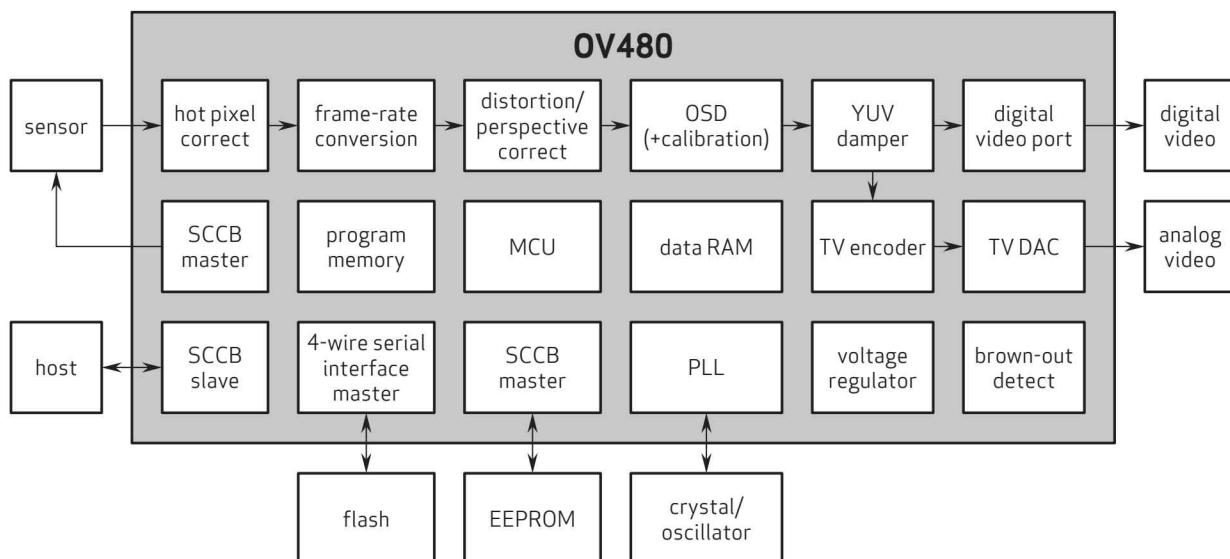 OV480
sensor
hot pixel
correct
frame-rate
conversion
distortion/
perspective
correct
OSD
(+calibration)
YUV
damper
digital
video port
digital
video
SCCB
master
program
memory
MCU
data RAM
TV encoder
TV DAC
analog
video
host
SCCB
slave
4-wire serial
interface
master
SCCB
master
PLL
voltage
regulator
brown-out
detect
flash
EEPROM
crystal/
oscillator